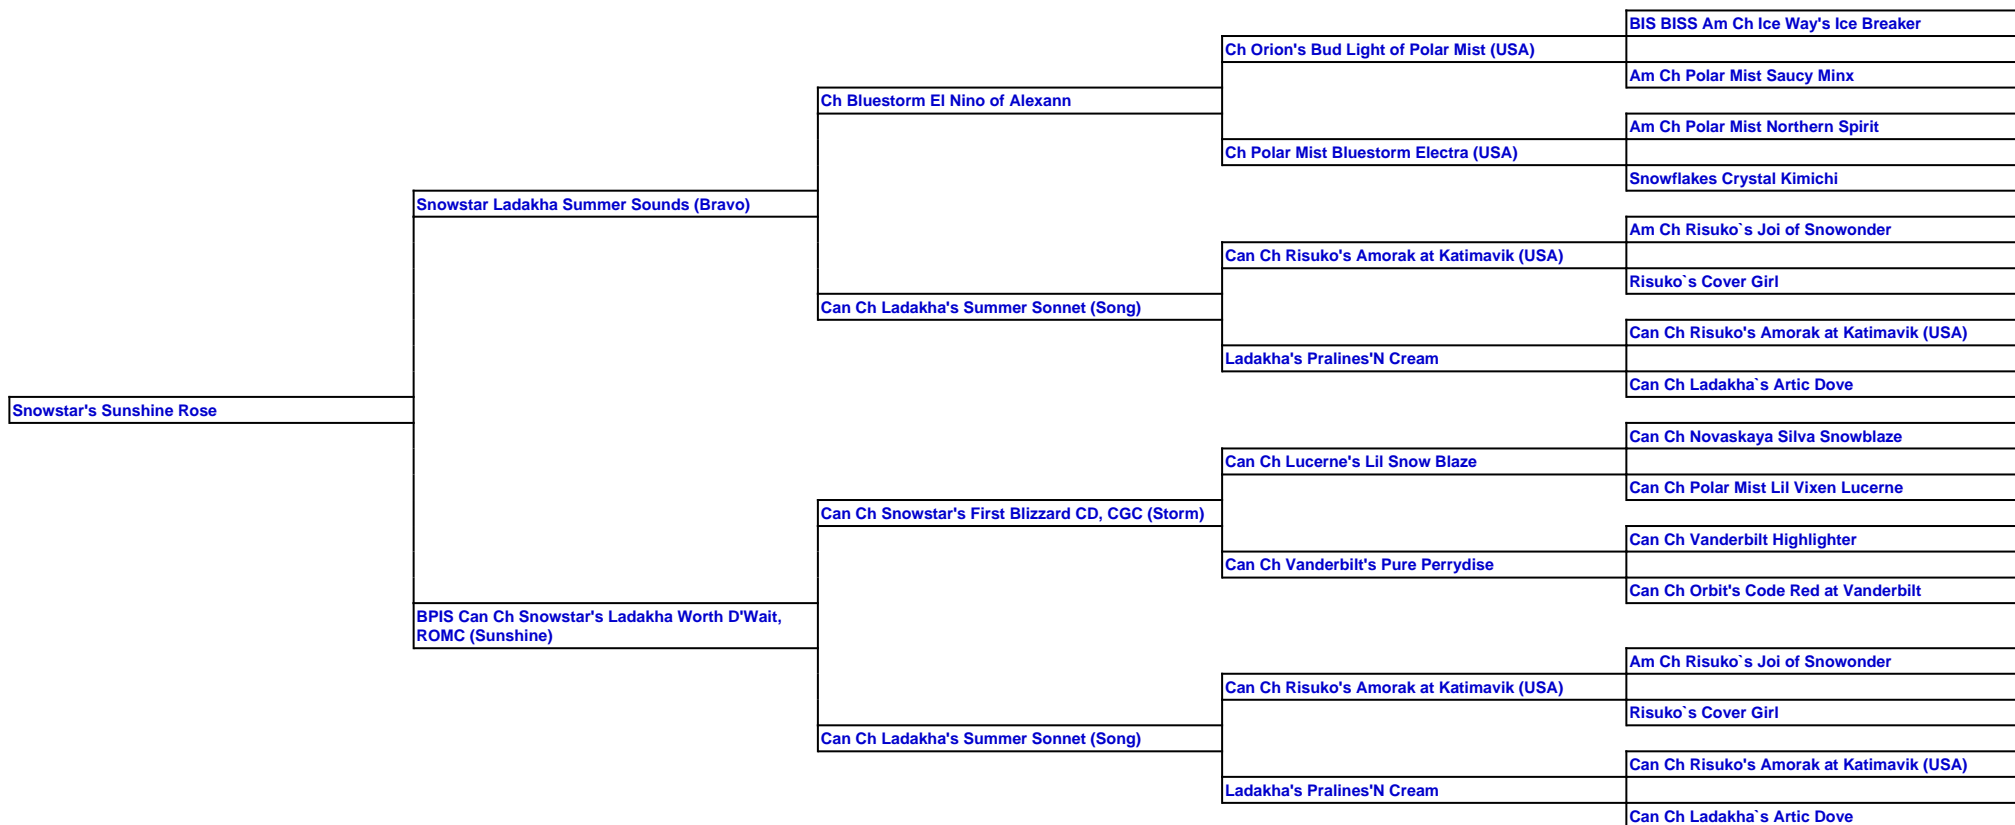 BIS BISS Am Ch Ice Way's Ice Breaker
Ch Orion's Bud Light of Polar Mist (USA)
Am Ch Polar Mist Saucy Minx
Ch Bluestorm El Nino of Alexann
Am Ch Polar Mist Northern Spirit
Ch Polar Mist Bluestorm Electra (USA)
Snowflakes Crystal Kimichi
Snowstar Ladakha Summer Sounds (Bravo)
Am Ch Risuko`s Joi of Snowonder
Can Ch Risuko's Amorak at Katimavik (USA)
Risuko`s Cover Girl
Can Ch Ladakha's Summer Sonnet (Song)
Can Ch Risuko's Amorak at Katimavik (USA)
Ladakha's Pralines'N Cream
Can Ch Ladakha`s Artic Dove
Snowstar's Sunshine Rose
Can Ch Novaskaya Silva Snowblaze
Can Ch Lucerne's Lil Snow Blaze
Can Ch Polar Mist Lil Vixen Lucerne
Can Ch Snowstar's First Blizzard CD, CGC (Storm)
Can Ch Vanderbilt Highlighter
Can Ch Vanderbilt's Pure Perrydise
Can Ch Orbit's Code Red at Vanderbilt
BPIS Can Ch Snowstar's Ladakha Worth D'Wait,
ROMC (Sunshine)
Am Ch Risuko`s Joi of Snowonder
Can Ch Risuko's Amorak at Katimavik (USA)
Risuko`s Cover Girl
Can Ch Ladakha's Summer Sonnet (Song)
Can Ch Risuko's Amorak at Katimavik (USA)
Ladakha's Pralines'N Cream
Can Ch Ladakha`s Artic Dove